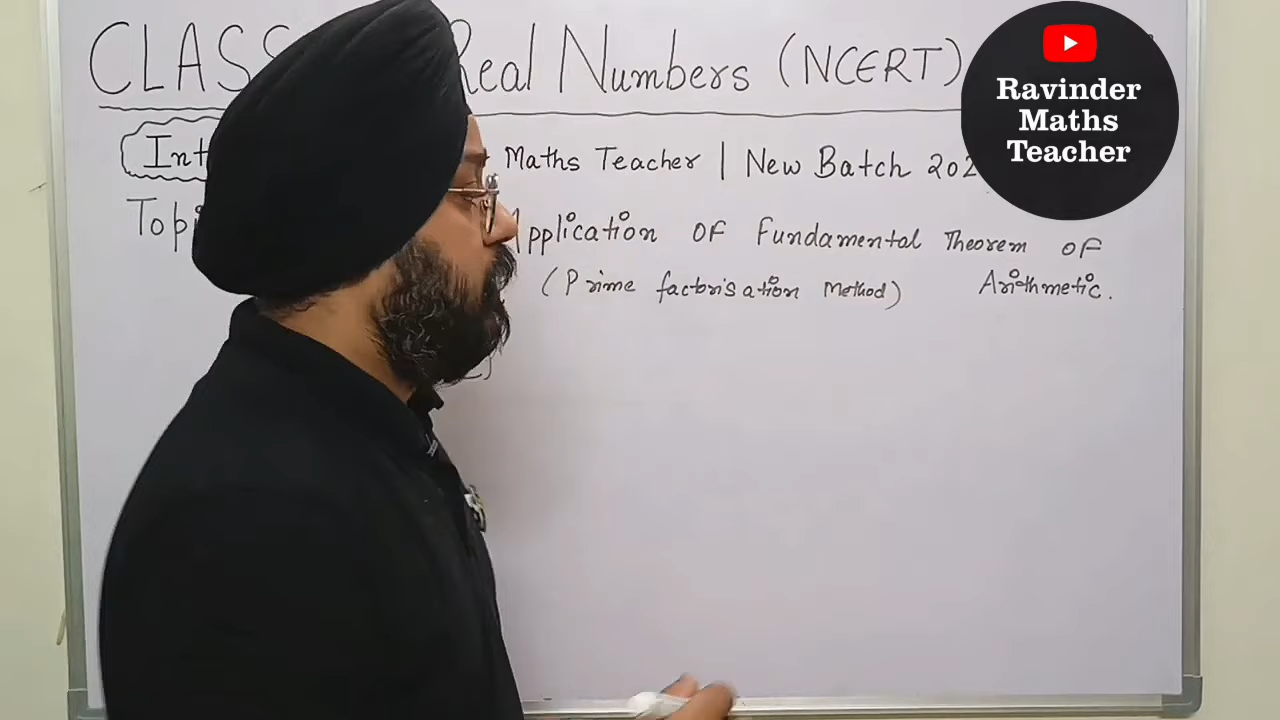 CLASS Real Numbers (NCERT)
Ravinder
Maths
Teacher
Int Maths Teacher | New Batch 202
Topi Application OF Fundamental Theorem OF
(Prime factorisation Method) Arithmetic.